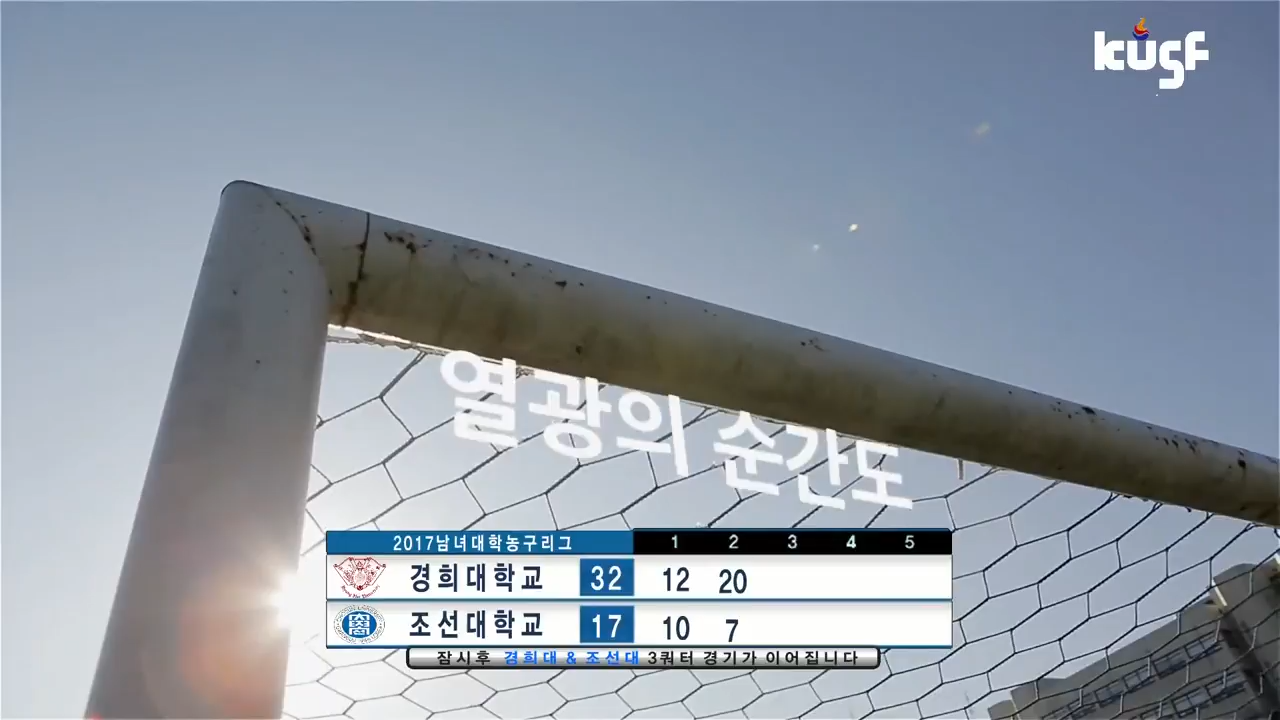 kusf
열광의 순간도
2017남녀대학농구리그 1 2 3 4 5
경희대학교 32 12 20
조선대학교 17 10 7
잠시후 경희대 & 조선대 3쿼터 경기가 이어집니다